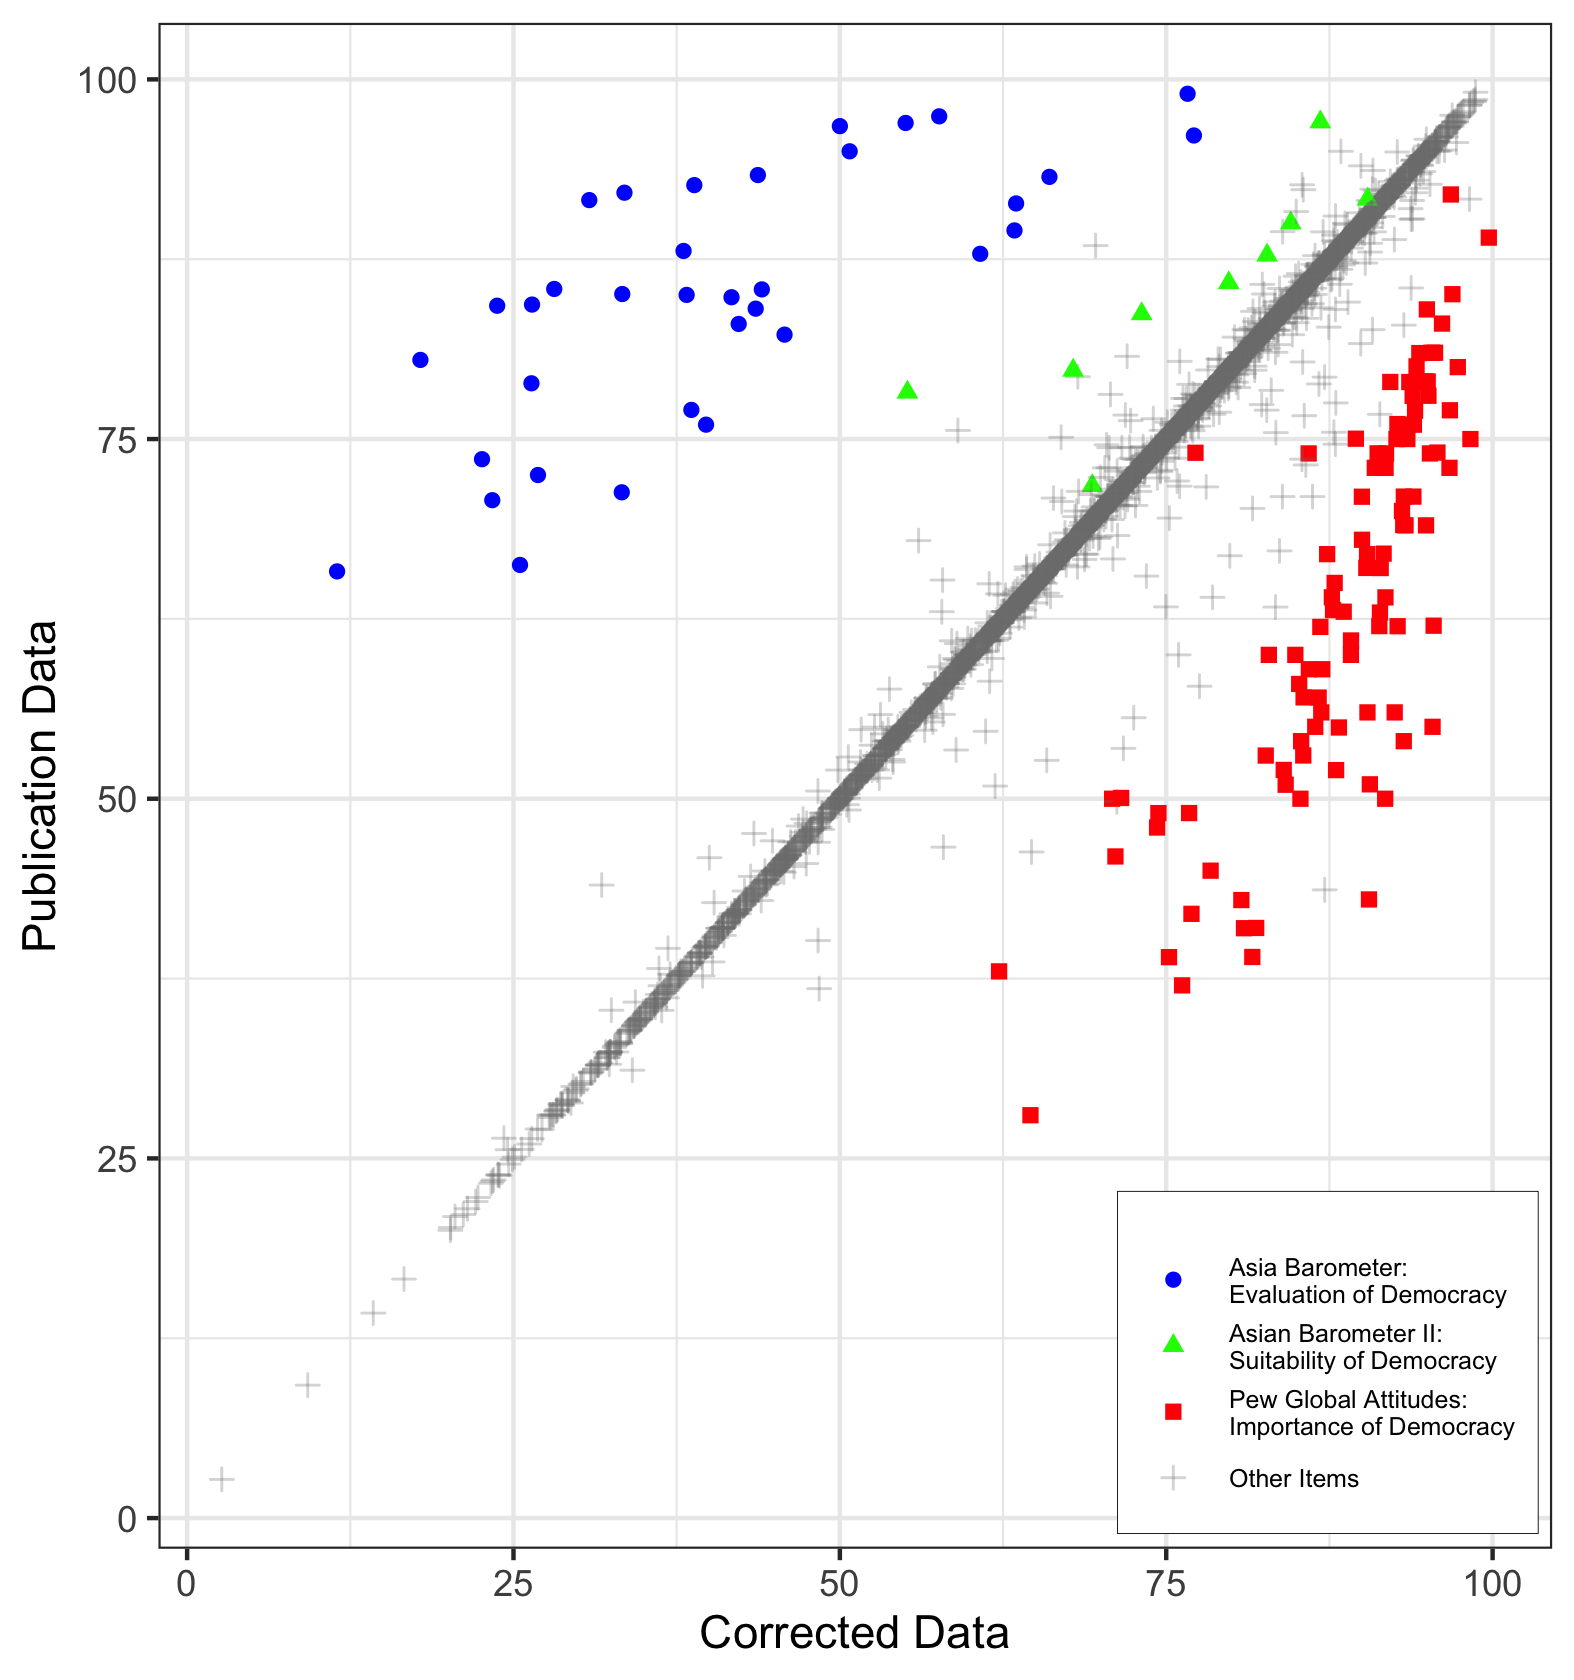 Publication Data
100
75
50
25
0
0 25 50 75 100
Corrected Data
Asia Barometer:
Evaluation of Democracy
Asian Barometer II:
Suitability of Democracy
Pew Global Attitudes:
Importance of Democracy
Other Items